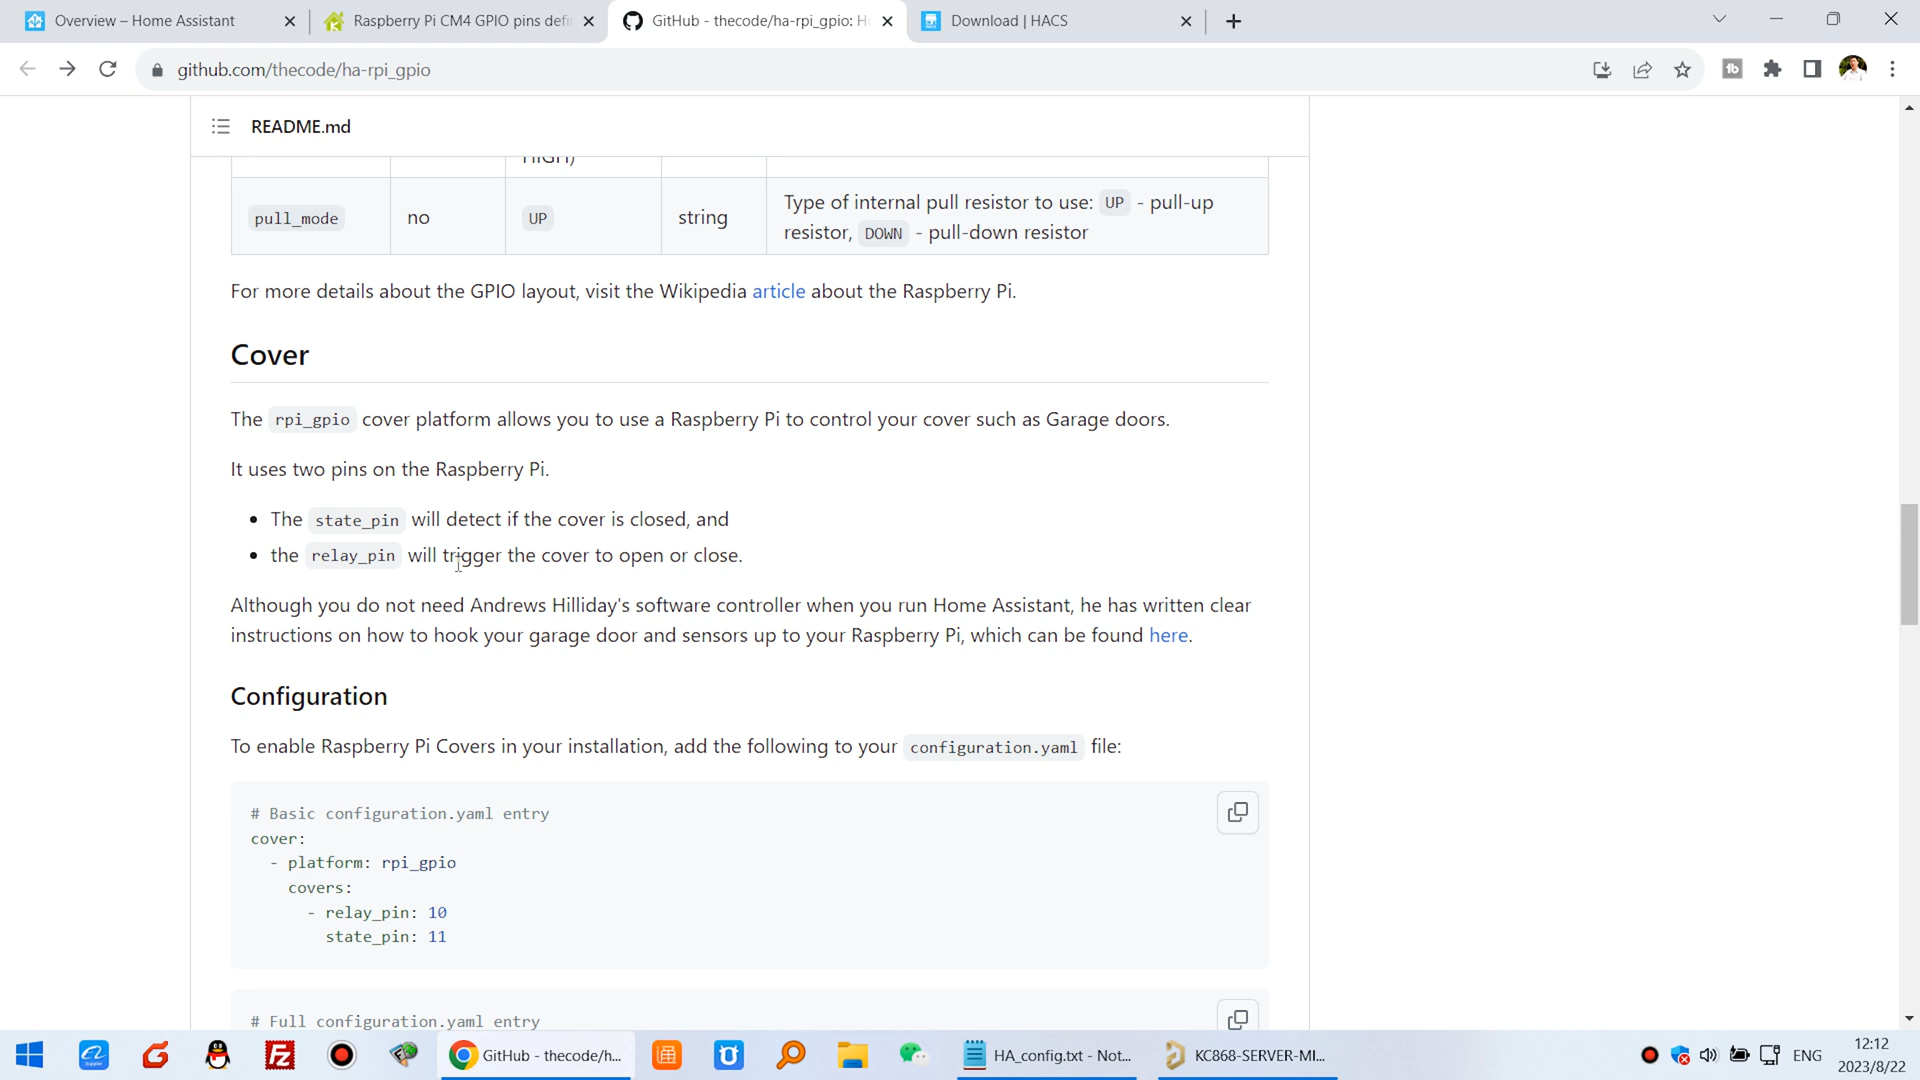 Overview – Home Assistant
Raspberry Pi CM4 GPIO pins defi
GitHub - thecode/ha-rpi_gpio: H
Download | HACS
github.com/thecode/ha-rpi_gpio
README.md
HIGH)
pull_mode no UP string Type of internal pull resistor to use: UP - pull-up
resistor, DOWN - pull-down resistor
For more details about the GPIO layout, visit the Wikipedia article about the Raspberry Pi.
Cover
The rpi_gpio cover platform allows you to use a Raspberry Pi to control your cover such as Garage doors.
It uses two pins on the Raspberry Pi.
• The state_pin will detect if the cover is closed, and
• the relay_pin will trigger the cover to open or close.
Although you do not need Andrews Hilliday's software controller when you run Home Assistant, he has written clear
instructions on how to hook your garage door and sensors up to your Raspberry Pi, which can be found here.
Configuration
To enable Raspberry Pi Covers in your installation, add the following to your configuration.yaml file:
# Basic configuration.yaml entry
cover:
- platform: rpi_gpio
covers:
- relay_pin: 10
state_pin: 11
# Full configuration.yaml entry
GitHub - thecode/h...
HA_config.txt - Not...
KC868-SERVER-MI...
ENG
12:12
2023/8/22